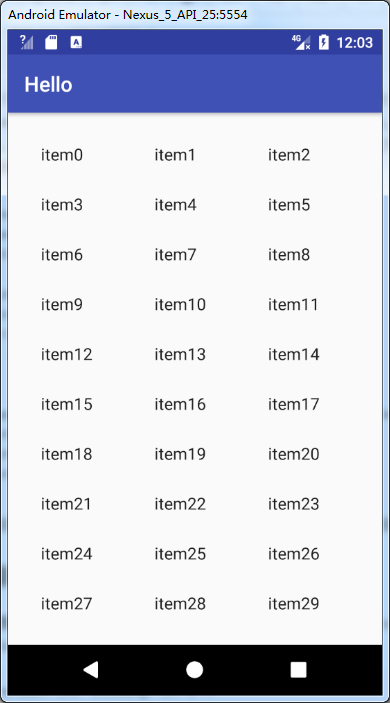 Android Emulator - Nexus_5_API_25:5554
? A 4G 12:03
Hello
item0 item1 item2
item3 item4 item5
item6 item7 item8
item9 item10 item11
item12 item13 item14
item15 item16 item17
item18 item19 item20
item21 item22 item23
item24 item25 item26
item27 item28 item29